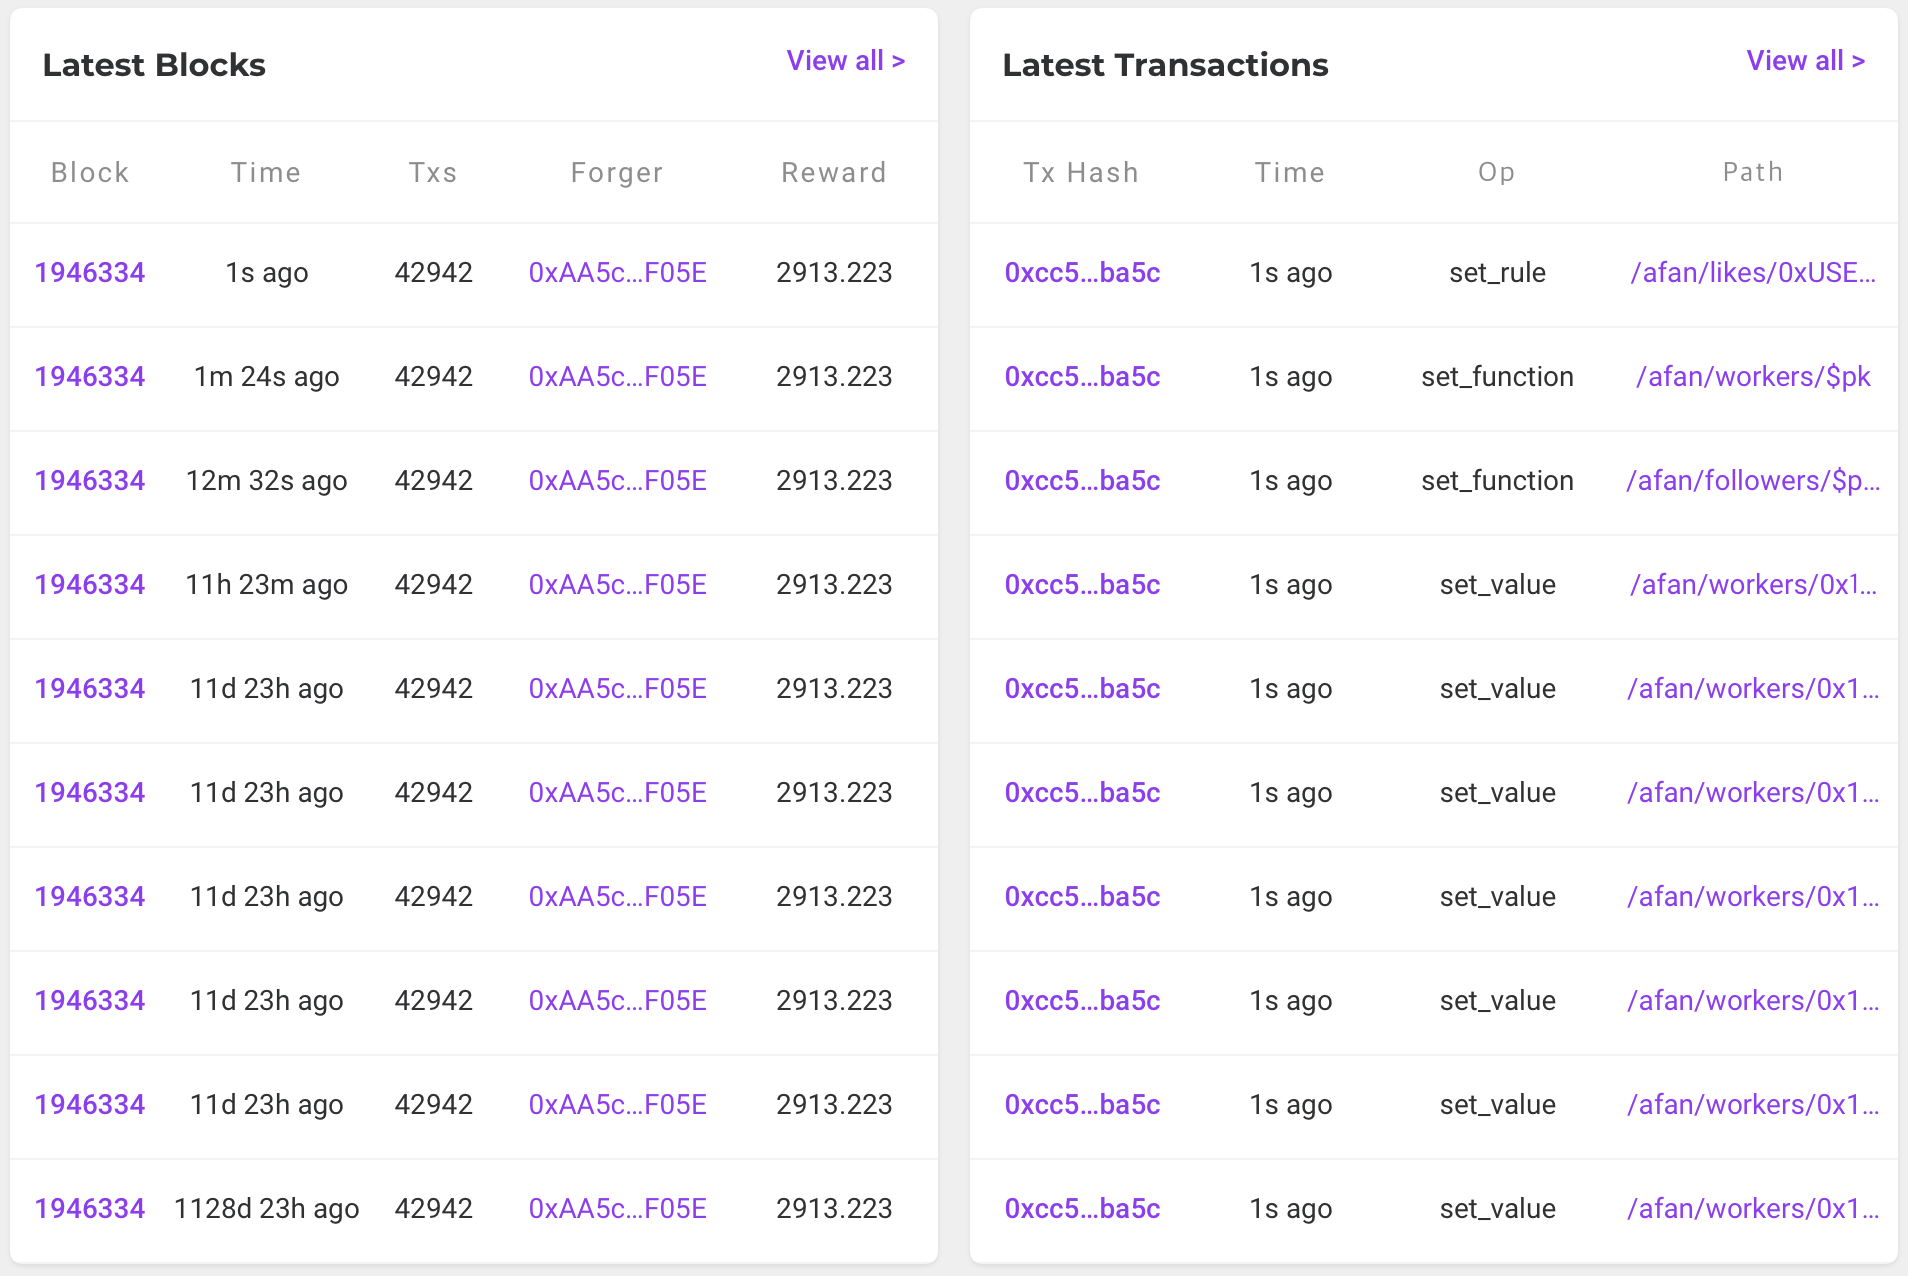 Latest Blocks View all >
Block Time Txs Forger Reward
1946334 1s ago 42942 0xAA5c...F05E 2913.223
1946334 1m 24s ago 42942 0xAA5c...F05E 2913.223
1946334 12m 32s ago 42942 0xAA5c...F05E 2913.223
1946334 11h 23m ago 42942 0xAA5c...F05E 2913.223
1946334 11d 23h ago 42942 0xAA5c...F05E 2913.223
1946334 11d 23h ago 42942 0xAA5c...F05E 2913.223
1946334 11d 23h ago 42942 0xAA5c...F05E 2913.223
1946334 11d 23h ago 42942 0xAA5c...F05E 2913.223
1946334 11d 23h ago 42942 0xAA5c...F05E 2913.223
1946334 1128d 23h ago 42942 0xAA5c...F05E 2913.223
Latest Transactions View all >
Tx Hash Time Op Path
0xcc5...ba5c 1s ago set_rule /afan/likes/0xUSE...
0xcc5...ba5c 1s ago set_function /afan/workers/$pk
0xcc5...ba5c 1s ago set_function /afan/followers/$p...
0xcc5...ba5c 1s ago set_value /afan/workers/0x1...
0xcc5...ba5c 1s ago set_value /afan/workers/0x1...
0xcc5...ba5c 1s ago set_value /afan/workers/0x1...
0xcc5...ba5c 1s ago set_value /afan/workers/0x1...
0xcc5...ba5c 1s ago set_value /afan/workers/0x1...
0xcc5...ba5c 1s ago set_value /afan/workers/0x1...
0xcc5...ba5c 1s ago set_value /afan/workers/0x1...